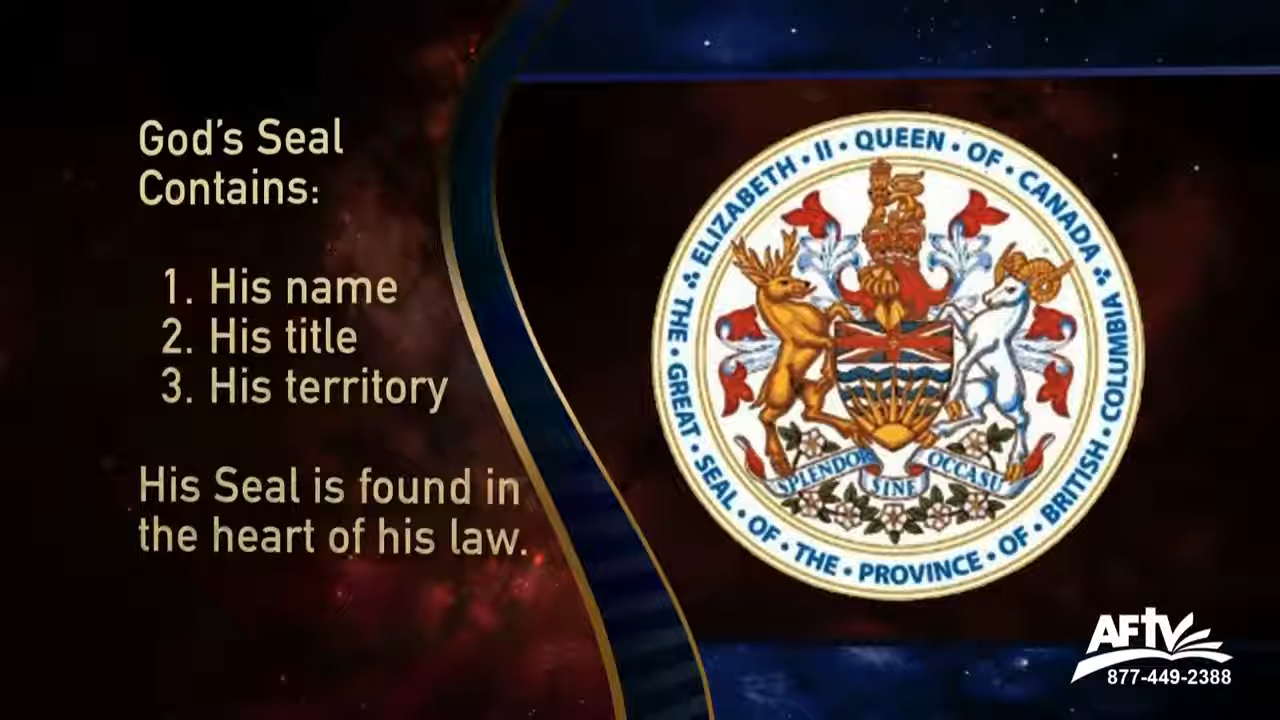 God's Seal
Contains:
1. His name
2. His title
3. His territory
His Seal is found in
the heart of his law.
ELIZABETH • II • QUEEN • OF • CANADA
THE • GREAT • SEAL • OF • THE • PROVINCE • OF • BRITISH • COLUMBIA
SPLENDOR SINE OCCASU
AFtv
877-449-2388